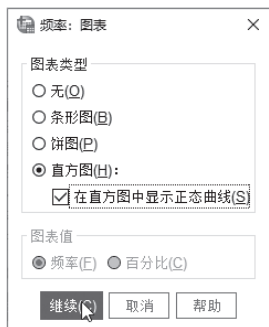 频率：图表
图表类型
无(O)
条形图(B)
饼图(P)
直方图(H)：
在直方图中显示正态曲线(S)
图表值
频率(F) 百分比(C)
继续(C) 取消 帮助